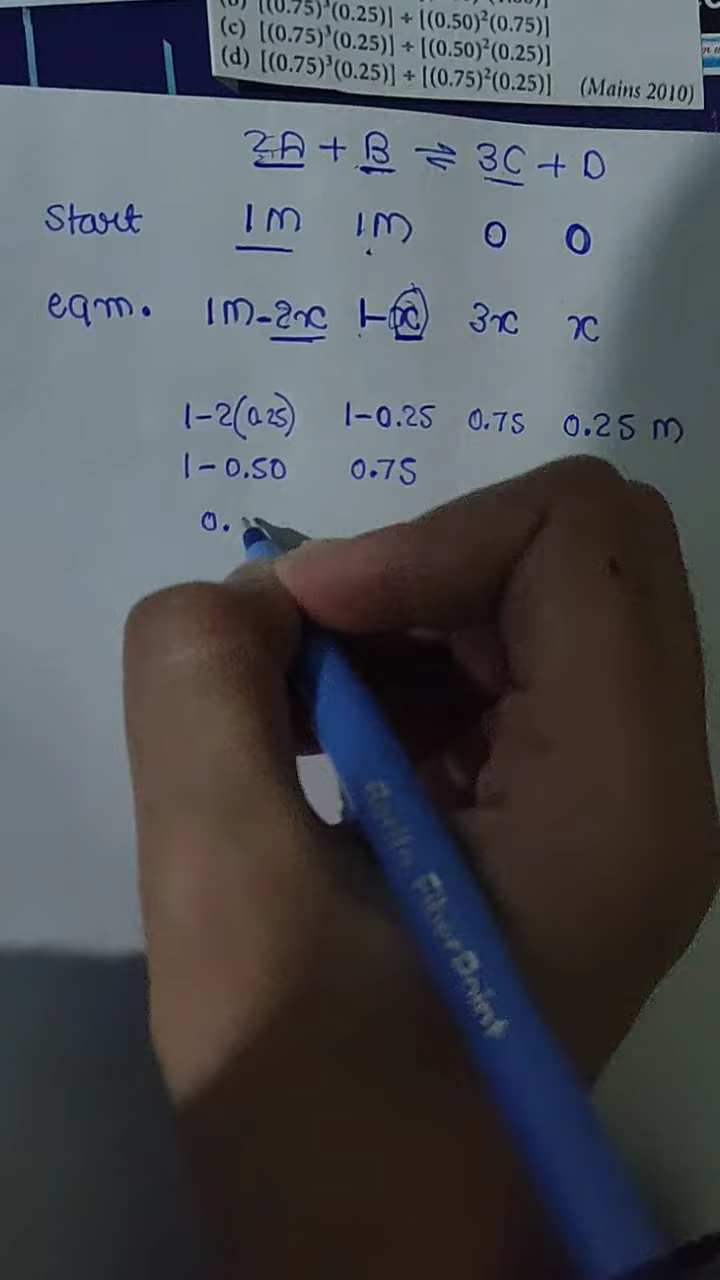 (c) [(0.75)³(0.25)] ÷ [(0.50)²(0.25)]
(d) [(0.75)³(0.25)] ÷ [(0.75)²(0.25)] (Mains 2010)
2A + B ⇌ 3C + D
Start 1M 1M 0 0
eqm. 1M-2x 1-x 3x x
1-2(0.25) 1-0.25 0.75 0.25 M
1-0.50 0.75
0.